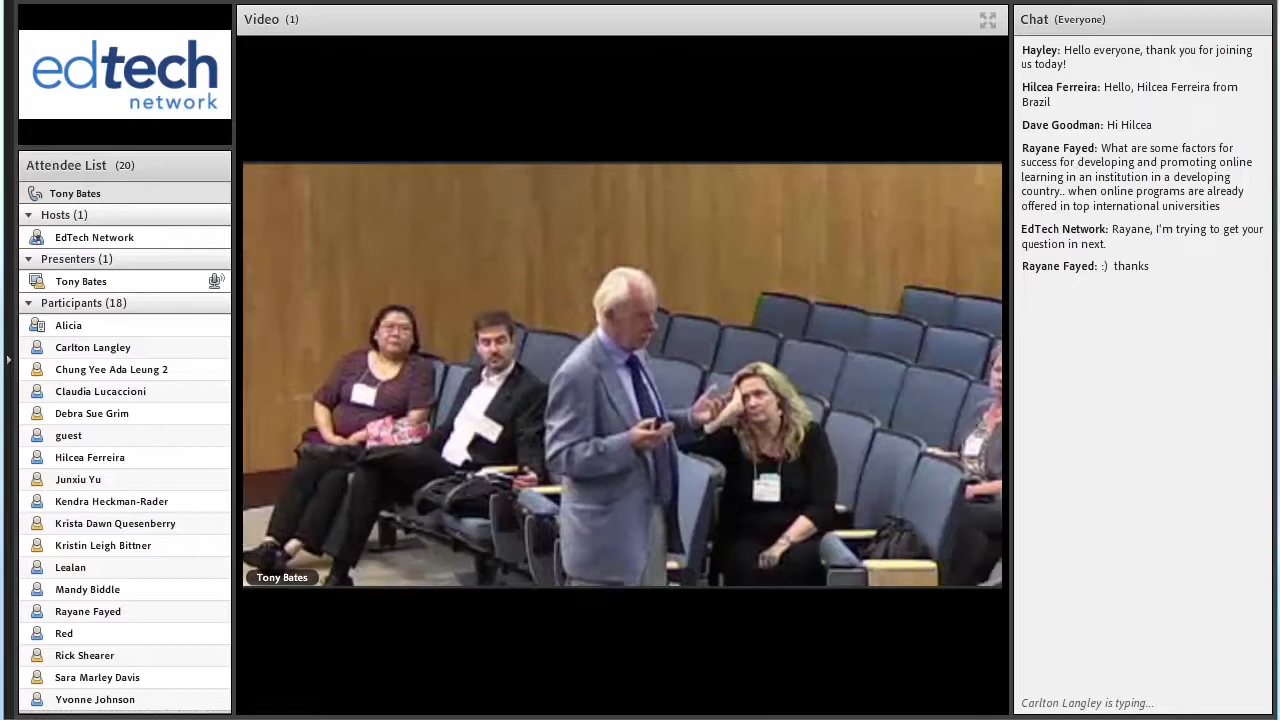 edtech
network
Attendee List (20)
Tony Bates
Hosts (1)
EdTech Network
Presenters (1)
Tony Bates
Participants (18)
Alicia
Carlton Langley
Chung Yee Ada Leung 2
Claudia Lucaccioni
Debra Sue Grim
guest
Hilcea Ferreira
Junxiu Yu
Kendra Heckman-Rader
Krista Dawn Quesenberry
Kristin Leigh Bittner
Lealan
Mandy Biddle
Rayane Fayed
Red
Rick Shearer
Sara Marley Davis
Yvonne Johnson
Video (1)
Tony Bates
Chat (Everyone)
Hayley: Hello everyone, thank you for joining
us today!
Hilcea Ferreira: Hello, Hilcea Ferreira from
Brazil
Dave Goodman: Hi Hilcea
Rayane Fayed: What are some factors for
success for developing and promoting online
learning in an institution in a developing
country.. when online programs are already
offered in top international universities
EdTech Network: Rayane, I'm trying to get your
question in next.
Rayane Fayed: :) thanks
Carlton Langley is typing...